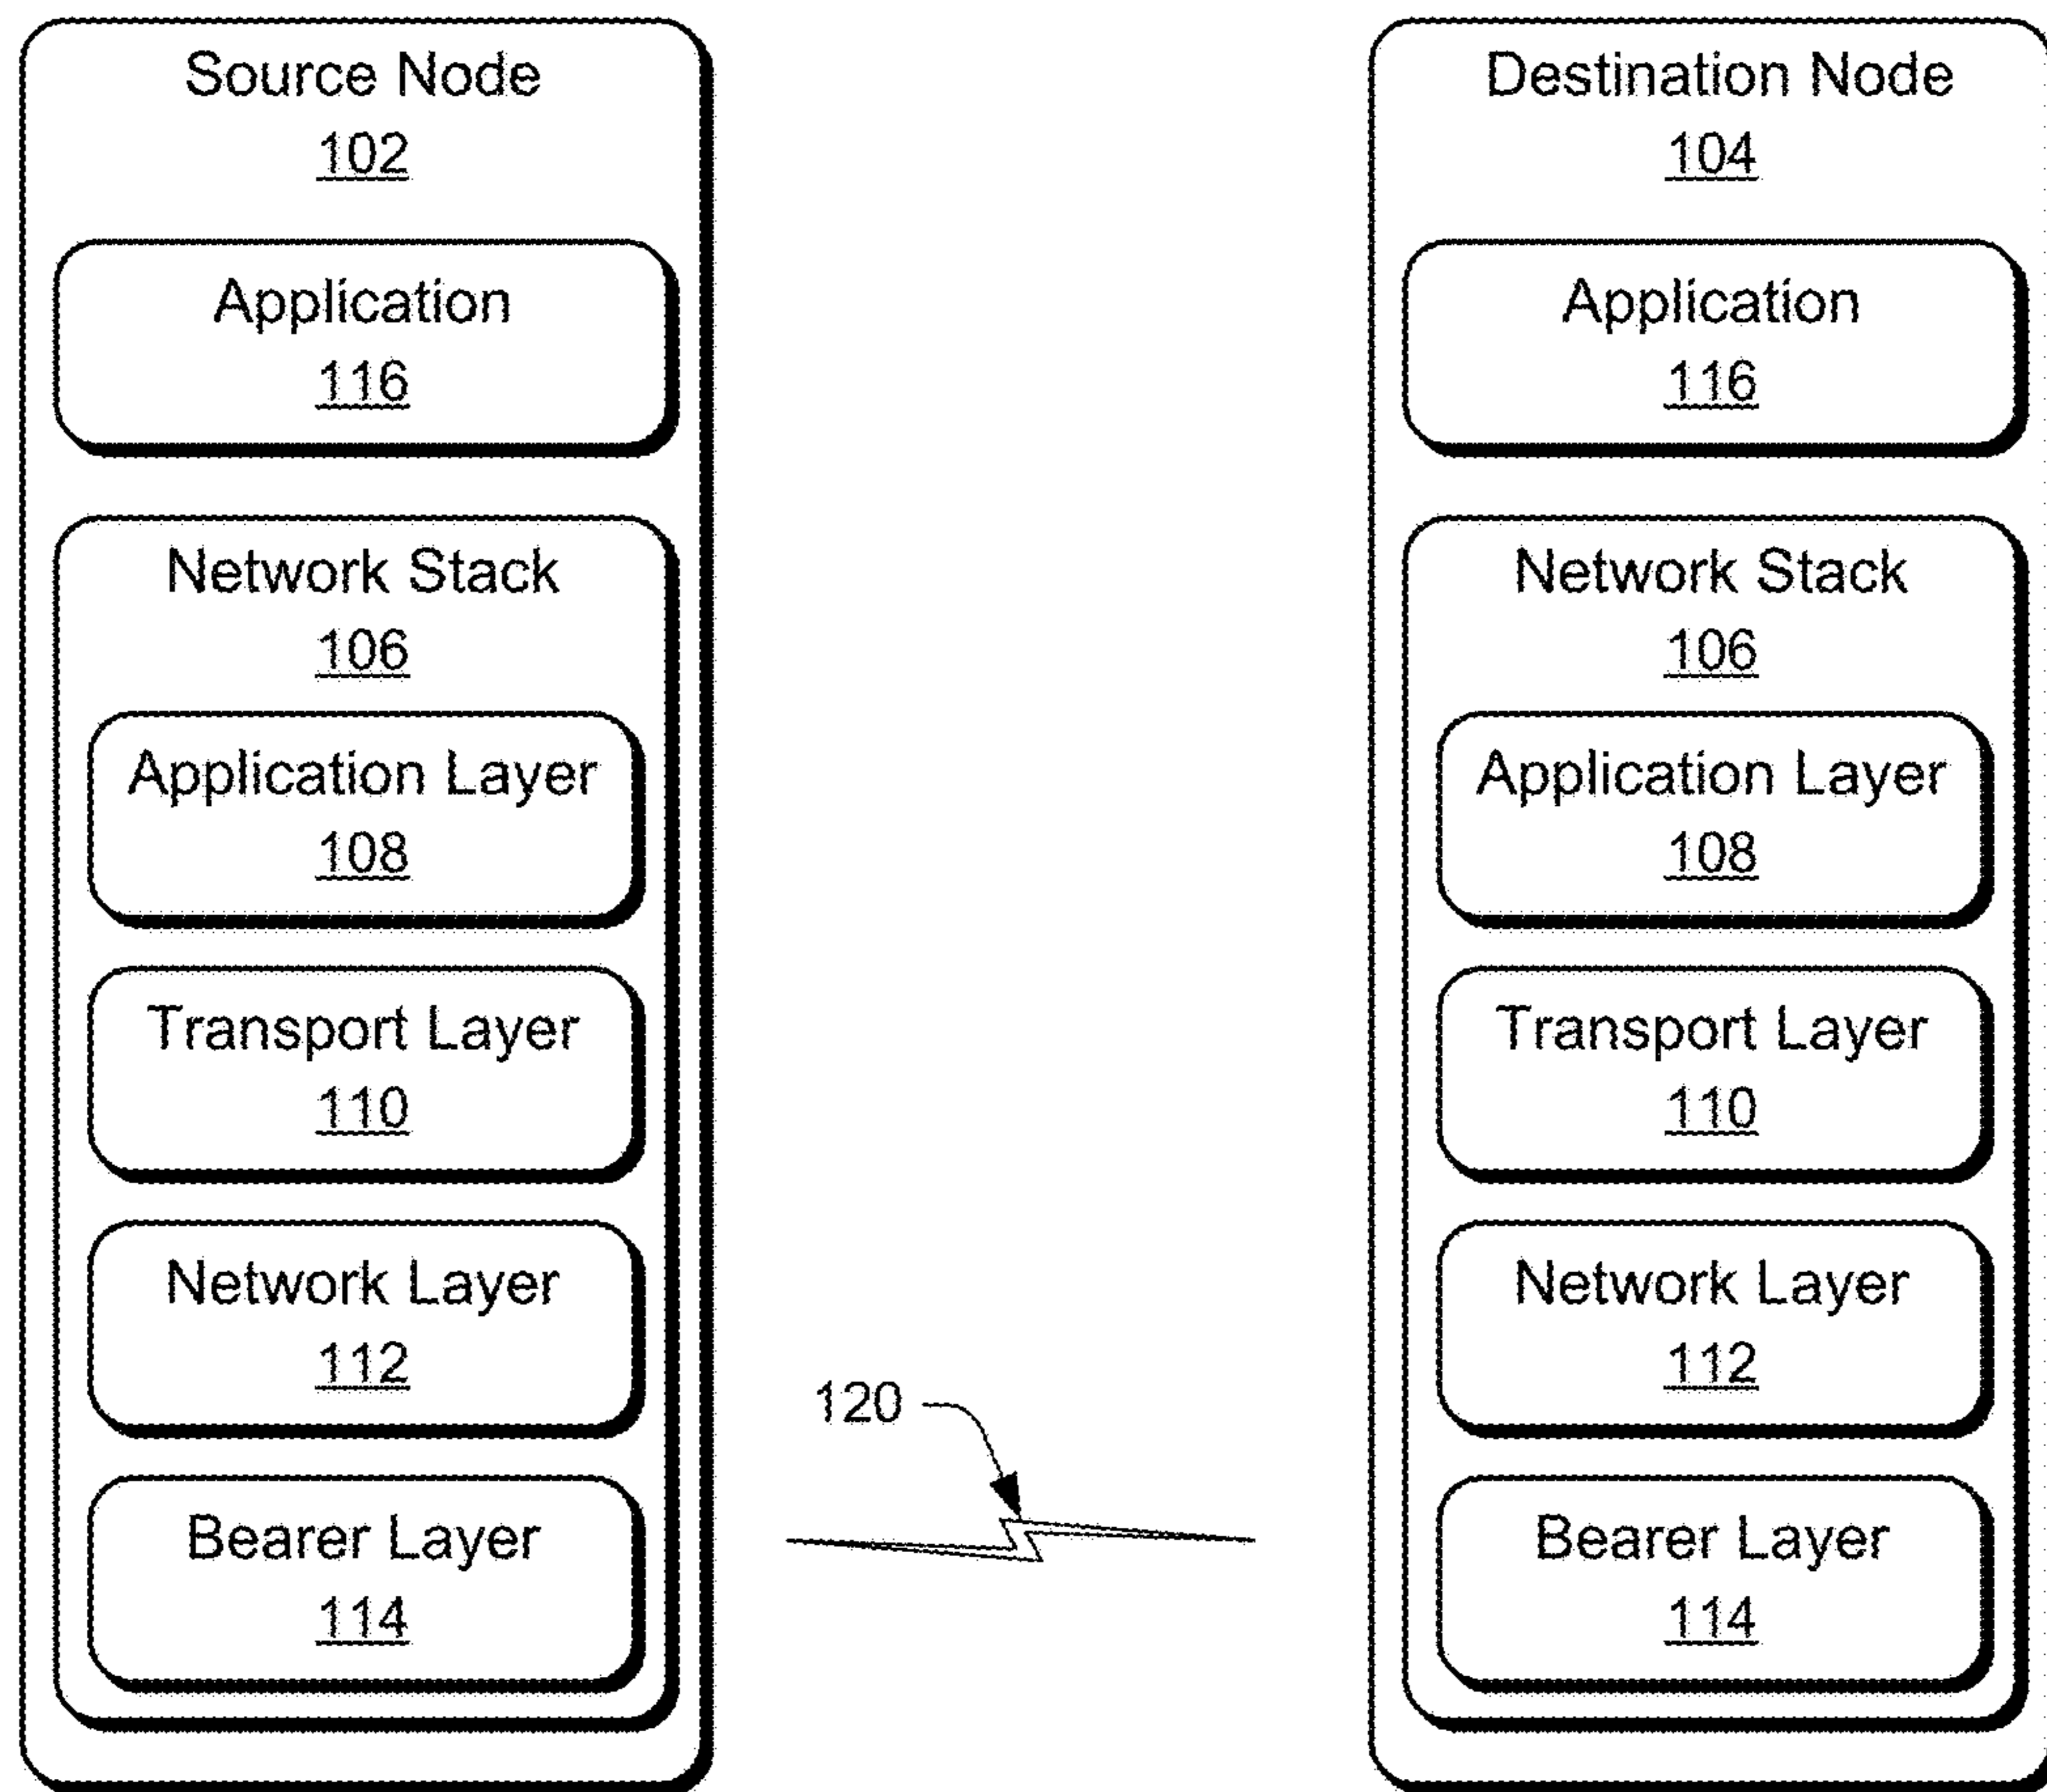 Source Node
102
Application
116
Network Stack
106
Application Layer
108
Transport Layer
110
Network Layer
112
Bearer Layer
114
120
Destination Node
104
Application
116
Network Stack
106
Application Layer
108
Transport Layer
110
Network Layer
112
Bearer Layer
114